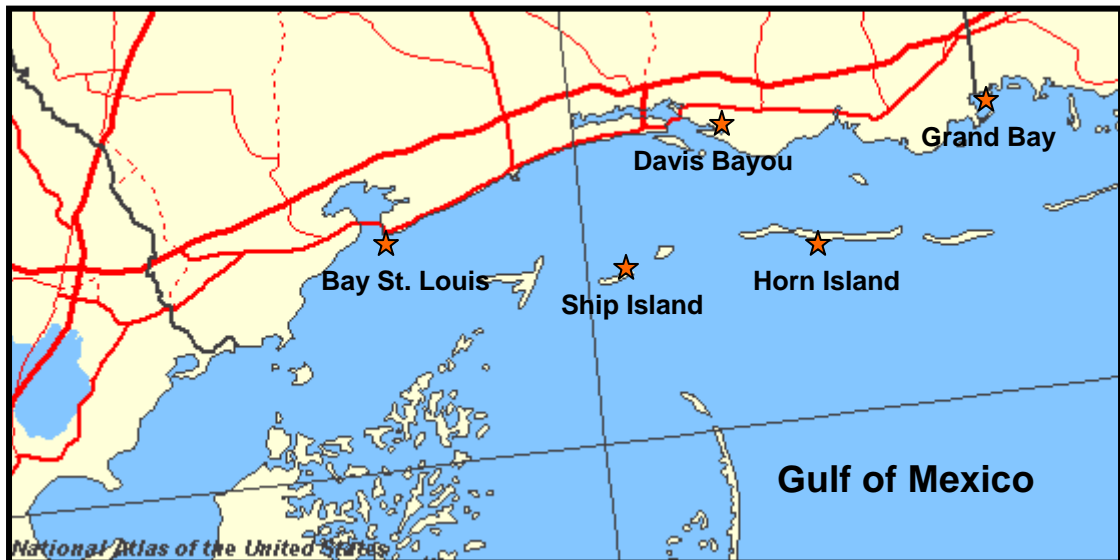 Grand Bay
Davis Bayou
Bay St. Louis
Horn Island
Ship Island
Gulf of Mexico
National Atlas of the United States